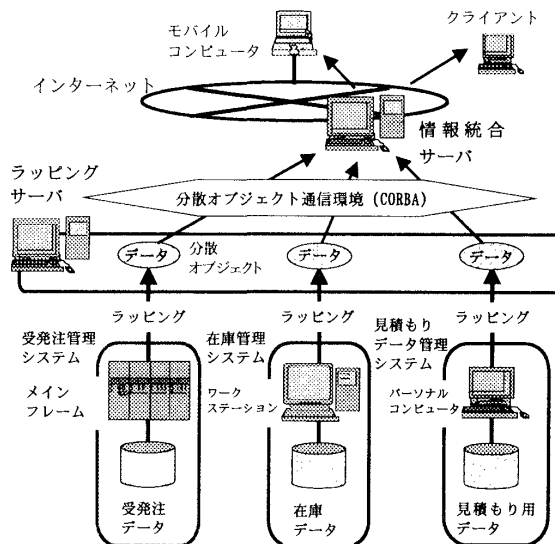 モバイル
コンピュータ
クライアント
インターネット
情報統合
サーバ
ラッピング
サーバ
分散オブジェクト通信環境 (CORBA)
データ
分散
オブジェクト
データ
データ
ラッピング
ラッピング
ラッピング
受発注管理
システム
在庫管理
システム
見積もり
データ管理
システム
メイン
フレーム
ワーク
ステーション
パーソナル
コンピュータ
受発注
データ
在庫
データ
見積もり用
データ